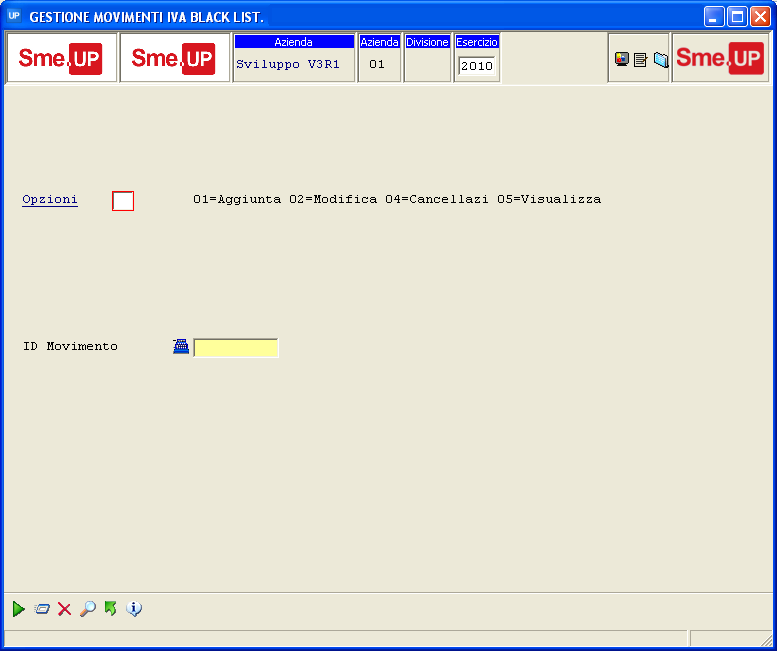 UP GESTIONE MOVIMENTI IVA BLACK LIST.
Sme.UP Sme.UP Azienda Azienda Divisione Esercizio Sme.UP
Sviluppo V3R1 01 2010
Opzioni 01=Aggiunta 02=Modifica 04=Cancellazi 05=Visualizza
ID Movimento